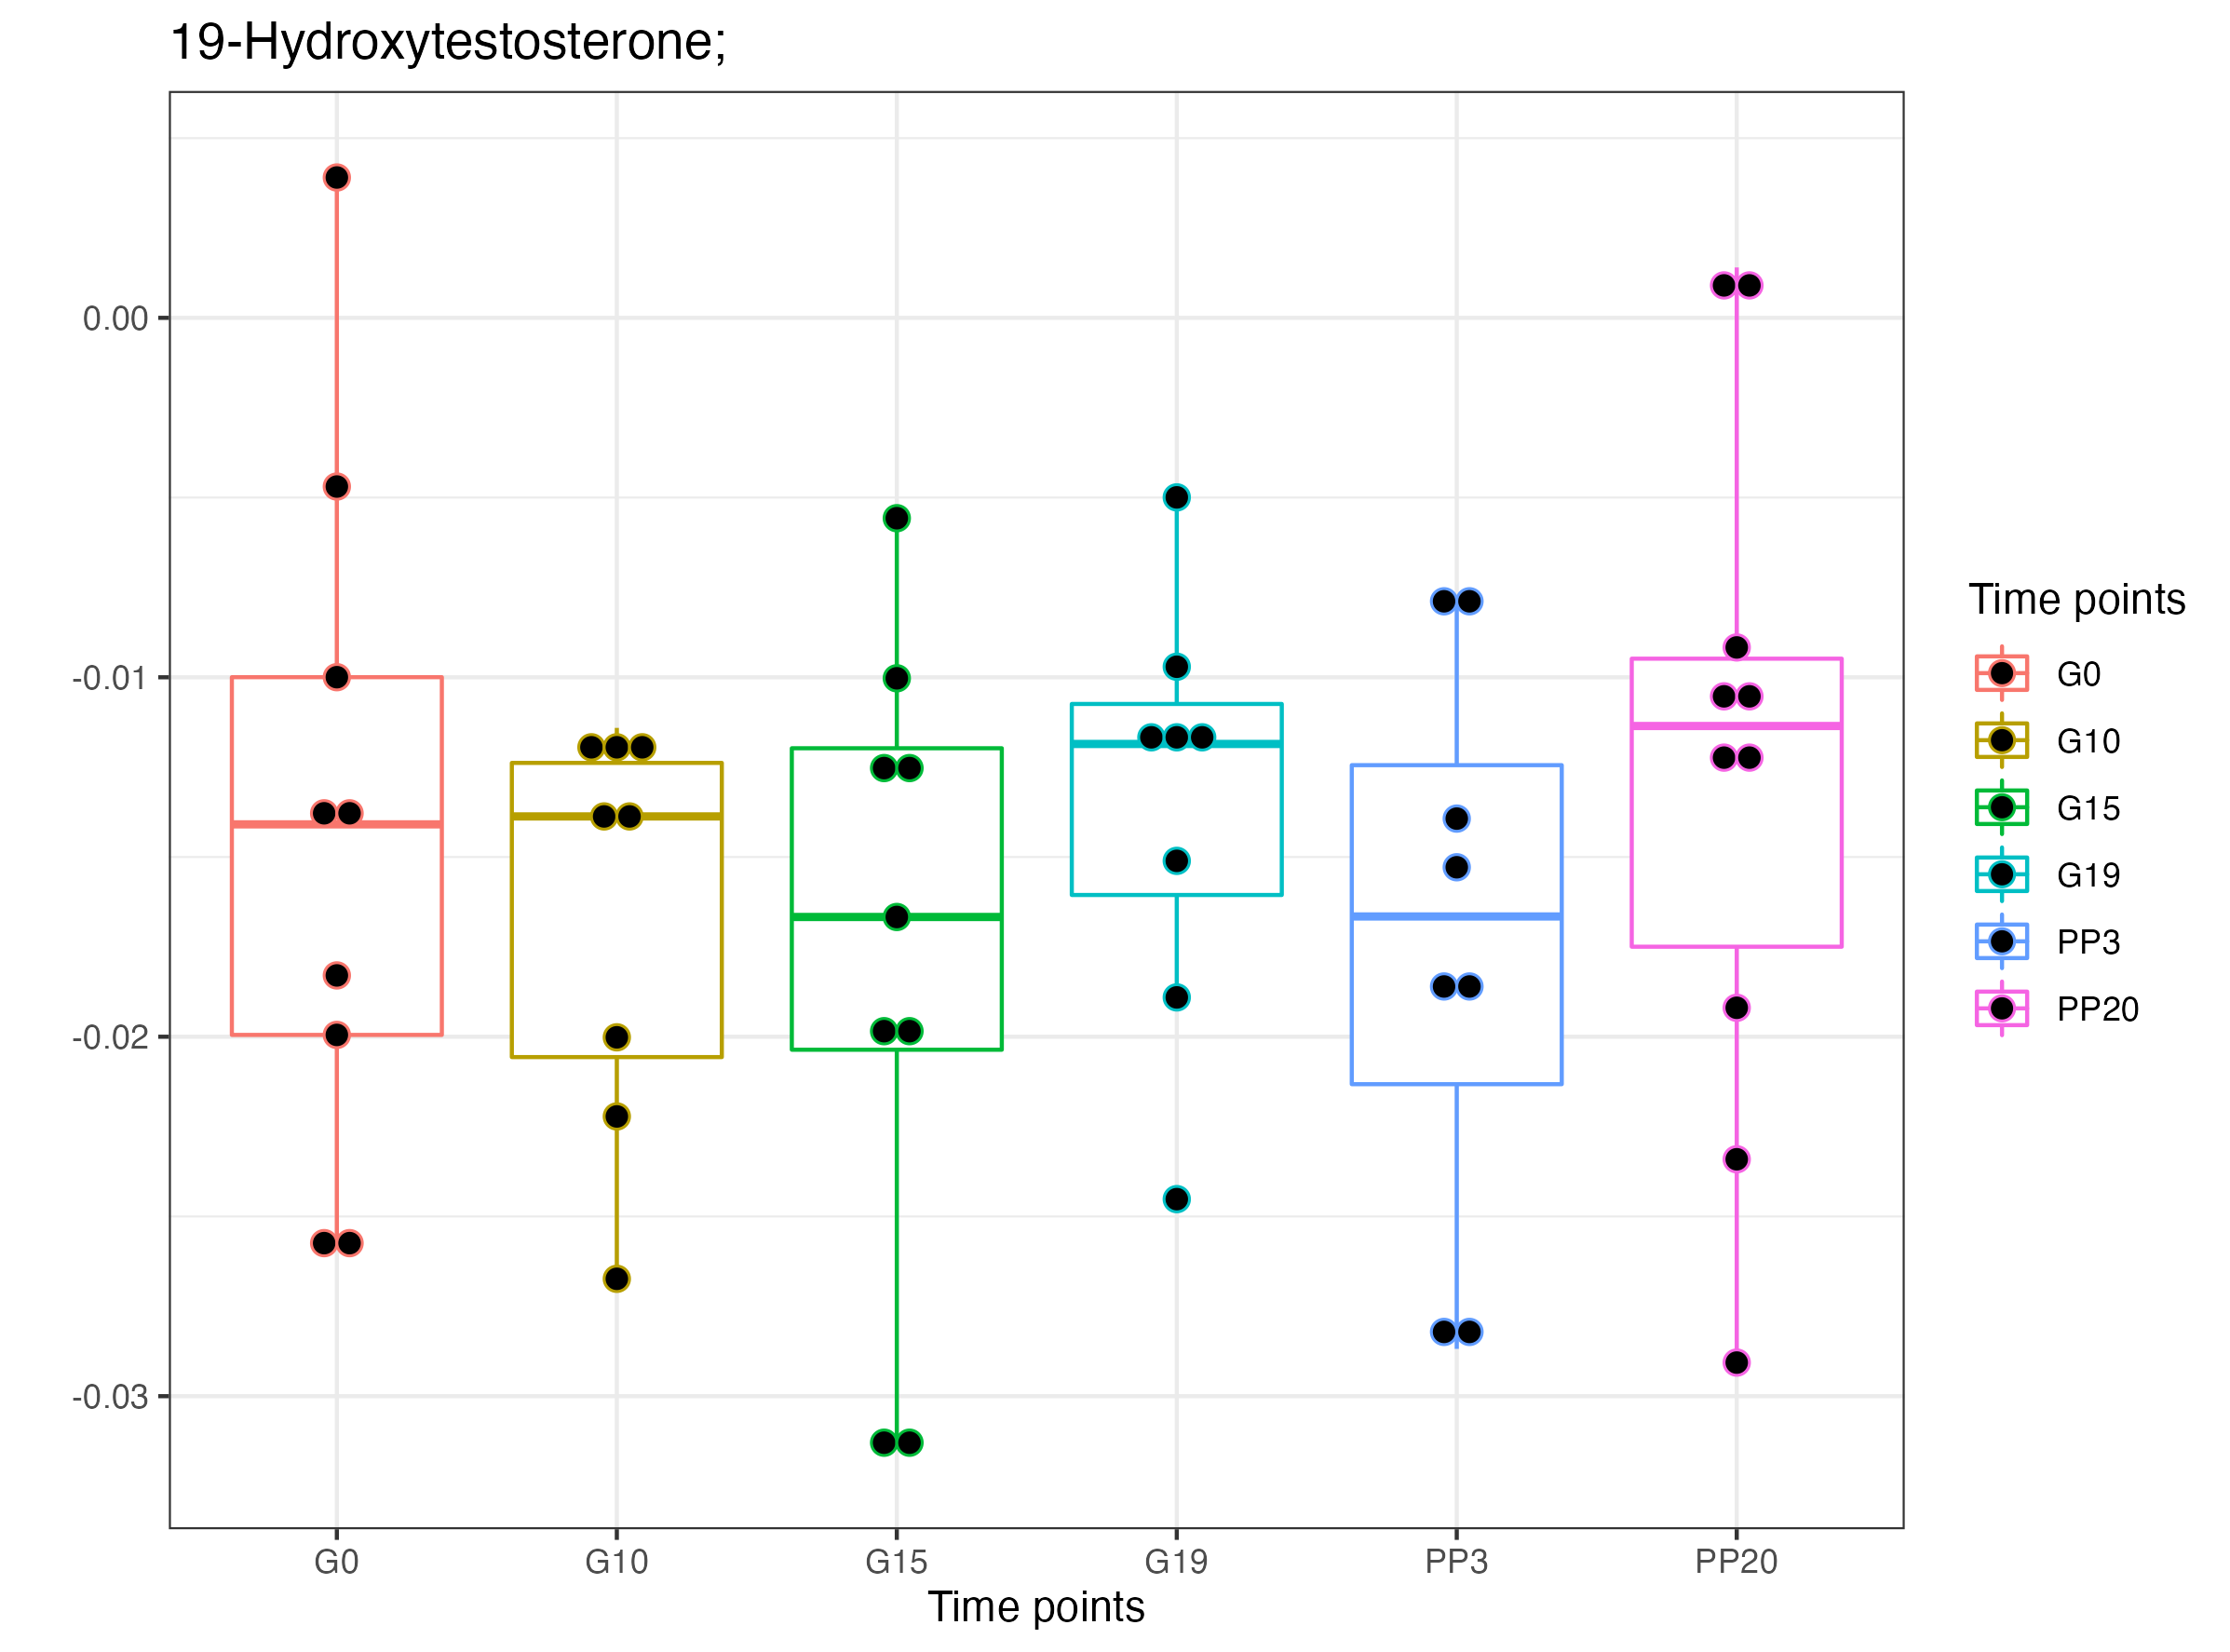 19-Hydroxytestosterone;
0.00
-0.01
-0.02
-0.03
G0 G10 G15 G19 PP3 PP20
Time points
Time points
G0
G10
G15
G19
PP3
PP20